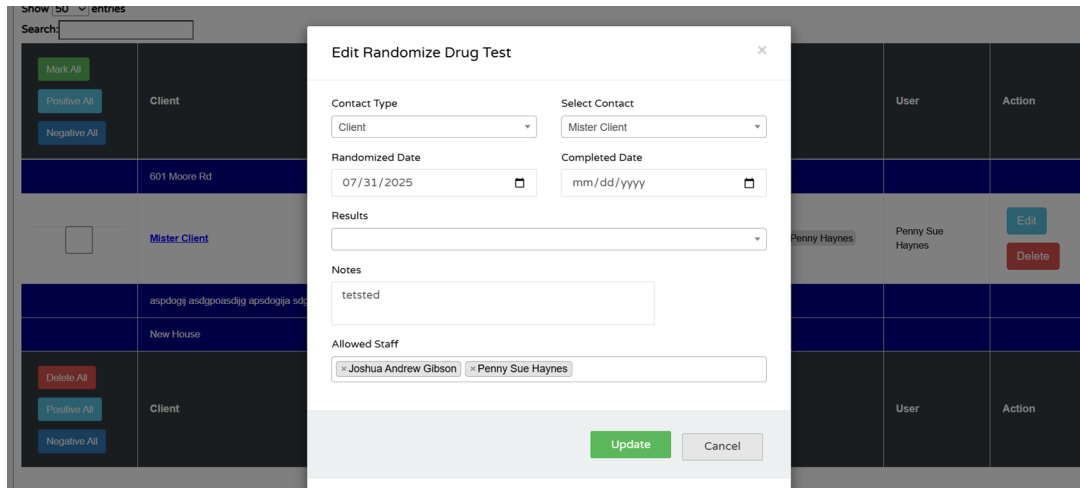 Show 50 entries
Search:
Mark All
Positive All
Negative All
Client
User
Action
601 Moore Rd
Mister Client
Penny Haynes
Penny Sue
Haynes
Edit
Delete
aspdogij asdgpoasdijg apsdogija
New House
Delete All
Positive All
Negative All
Client
User
Action
Edit Randomize Drug Test
×
Contact Type
Select Contact
Client
Mister Client
Randomized Date
Completed Date
07/31/2025
mm/dd/yyyy
Results
Notes
tetsted
Allowed Staff
× Joshua Andrew Gibson × Penny Sue Haynes
Update
Cancel